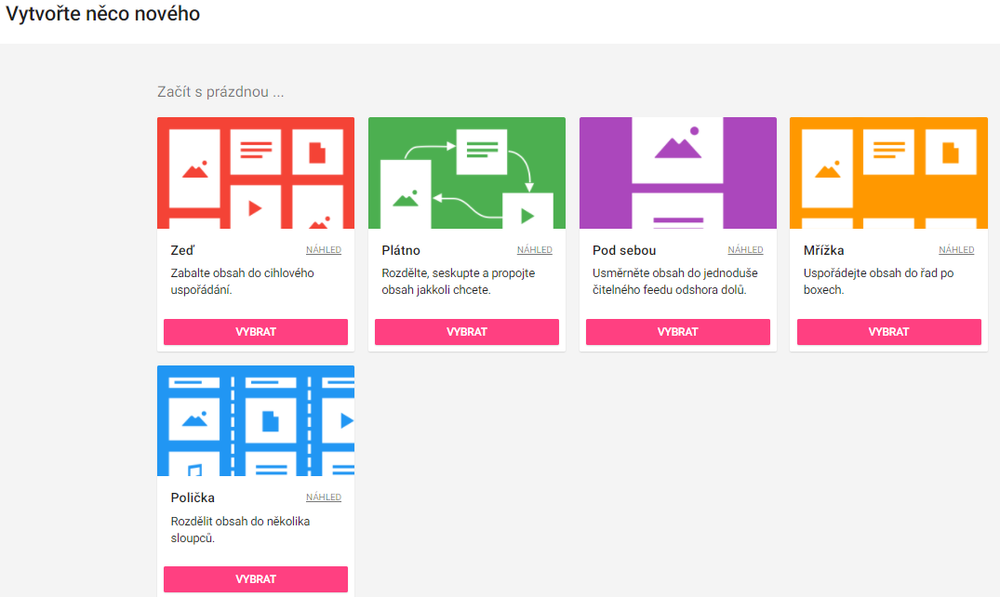 Vytvořte něco nového
Začít s prázdnou ...
Zeď
NÁHLED
Zabalte obsah do cihlového
uspořádání.
VYBRAT
Plátno
NÁHLED
Rozdělte, seskupte a propojte
obsah jakkoli chcete.
VYBRAT
Pod sebou
NÁHLED
Usměrněte obsah do jednoduše
čitelného feedu odshora dolů.
VYBRAT
Mřížka
NÁHLED
Uspořádejte obsah do řad po
boxech.
VYBRAT
Polička
NÁHLED
Rozdělit obsah do několika
sloupců.
VYBRAT